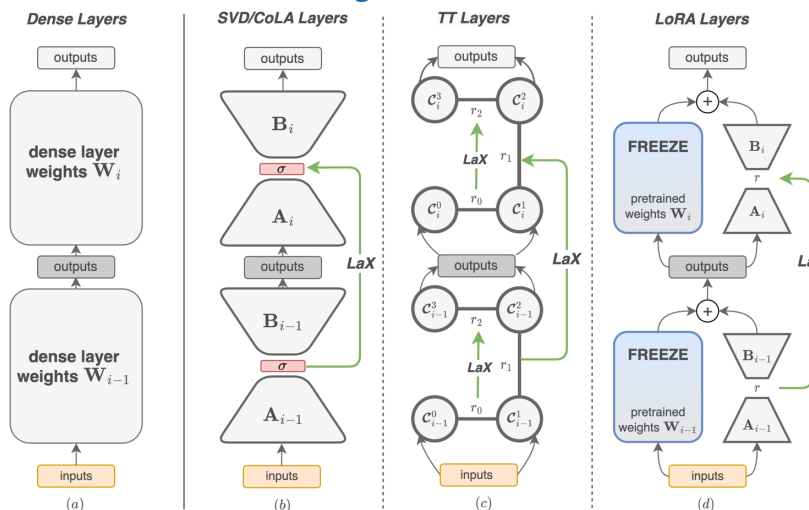 Dense Layers
outputs
dense layer
weights W_i
outputs
dense layer
weights W_{i-1}
inputs
(a)
SVD/CoLA Layers
outputs
B_i
σ
A_i
outputs
LaX
B_{i-1}
σ
A_{i-1}
inputs
(b)
TT Layers
outputs
C_i^3
C_i^2
r_2
r_1
LaX
r_0
C_i^0
C_i^1
outputs
LaX
C_{i-1}^3
C_{i-1}^2
r_2
r_1
LaX
r_0
C_{i-1}^0
C_{i-1}^1
inputs
(c)
LoRA Layers
outputs
+
FREEZE
pretrained
weights W_i
B_i
r
A_i
outputs
La
+
FREEZE
pretrained
weights W_{i-1}
B_{i-1}
r
A_{i-1}
inputs
(d)